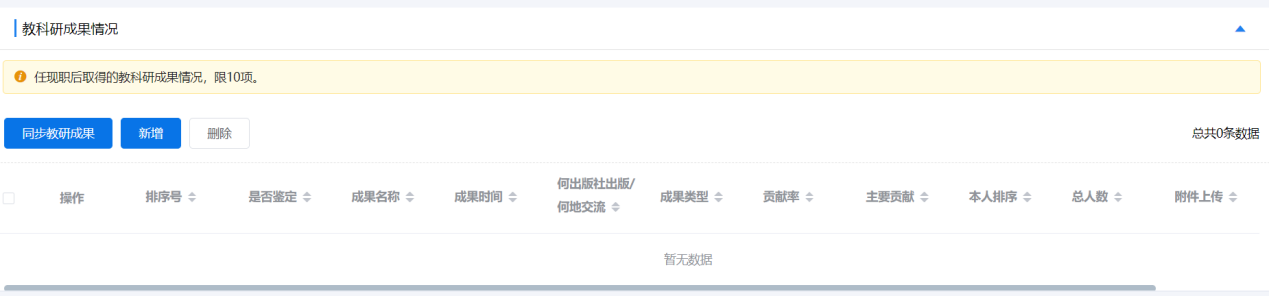 教科研成果情况
任现职后取得的教科研成果情况，限10项。
同步教研成果 新增 删除 总共0条数据
操作 排序号 是否鉴定 成果名称 成果时间 何出版社出版/ 成果类型 贡献率 主要贡献 本人排序 总人数 附件上传
何地交流
暂无数据